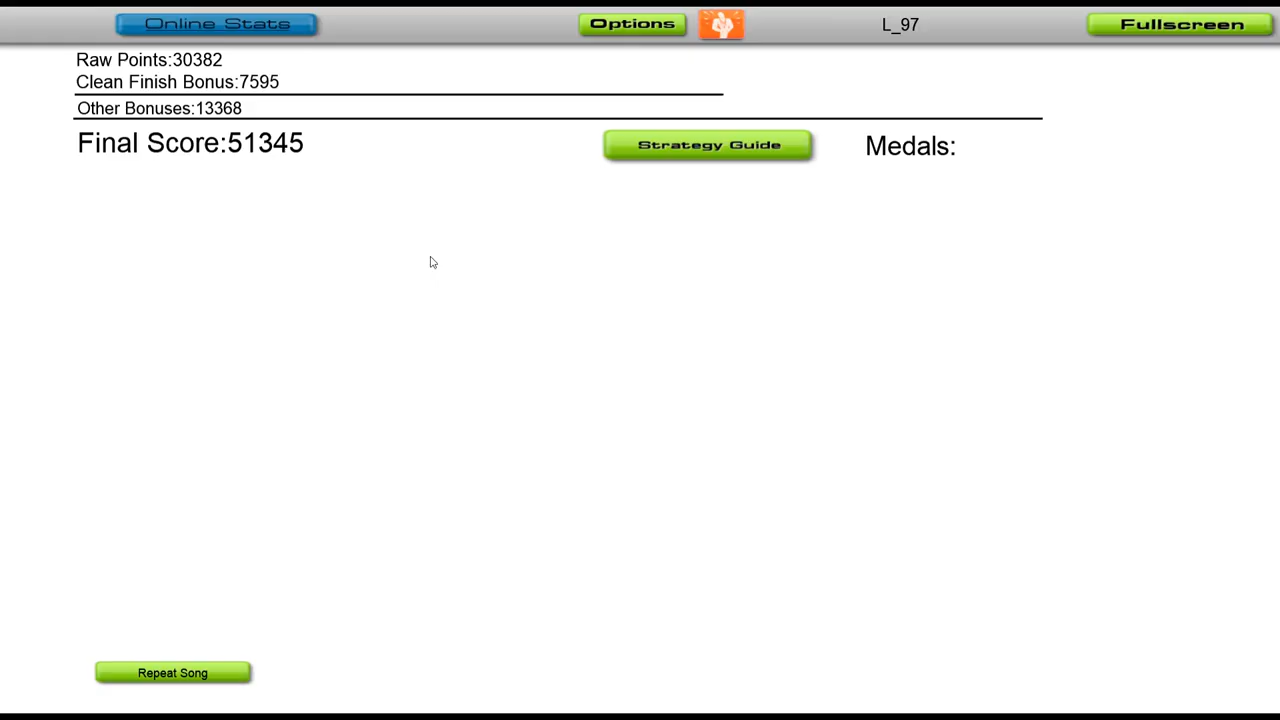 Online Stats
Options
L_97
Fullscreen
Raw Points:30382
Clean Finish Bonus:7595
Other Bonuses:13368
Final Score:51345
Strategy Guide
Medals:
Repeat Song